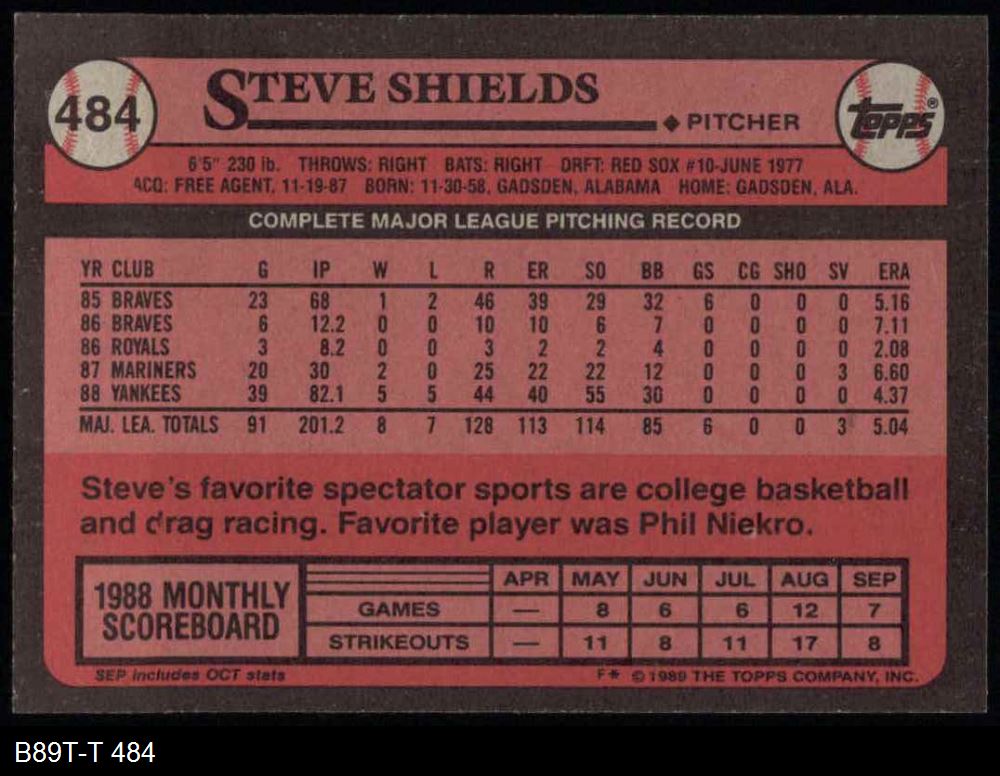 484
STEVE SHIELDS
PITCHER
TOPPS®
6'5" 230 lb. THROWS: RIGHT BATS: RIGHT DRFT: RED SOX #10-JUNE 1977
ACQ: FREE AGENT, 11-19-87 BORN: 11-30-58, GADSDEN, ALABAMA HOME: GADSDEN, ALA.
COMPLETE MAJOR LEAGUE PITCHING RECORD
YR CLUB G IP W L R ER SO BB GS CG SHO SV ERA
85 BRAVES 23 68 1 2 46 39 29 32 6 0 0 0 5.16
86 BRAVES 6 12.2 0 0 10 10 6 7 0 0 0 0 7.11
86 ROYALS 3 8.2 0 0 3 2 2 4 0 0 0 0 2.08
87 MARINERS 20 30 2 0 25 22 22 12 0 0 0 3 6.60
88 YANKEES 39 82.1 5 5 44 40 55 30 0 0 0 0 4.37
MAJ. LEA. TOTALS 91 201.2 8 7 128 113 114 85 6 0 0 3 5.04
Steve's favorite spectator sports are college basketball
and drag racing. Favorite player was Phil Niekro.
1988 MONTHLY
SCOREBOARD
APR MAY JUN JUL AUG SEP
GAMES — 8 6 6 12 7
STRIKEOUTS — 11 8 11 17 8
SEP includes OCT stats
F* © 1989 THE TOPPS COMPANY, INC.
B89T-T 484